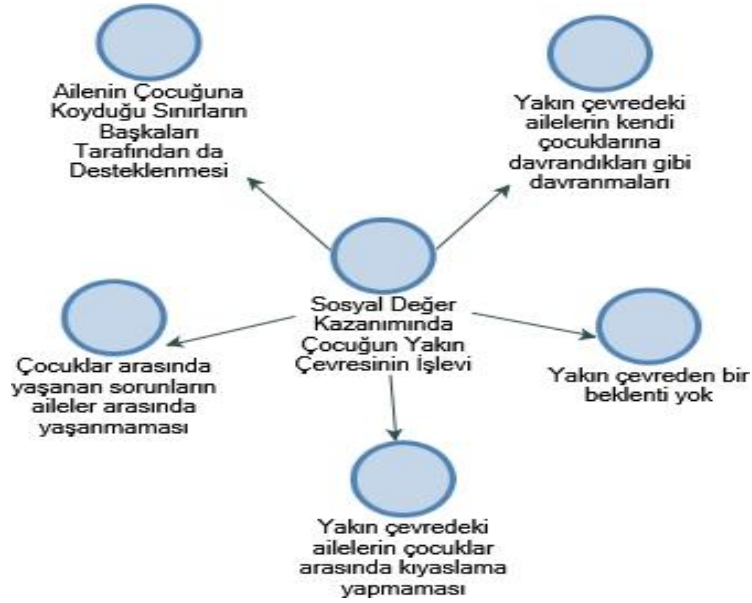 Ailenin Çocuğuna
Koyduğu Sınırların
Başkaları
Tarafından da
Desteklenmesi
Yakın çevredeki
ailelerin kendi
çocuklarına
davrandıkları gibi
davranmaları
Sosyal Değer
Kazanımında
Çocuğun Yakın
Çevresinin İşlevi
Çocuklar arasında
yaşanan sorunların
aileler arasında
yaşanmaması
Yakın çevreden bir
beklenti yok
Yakın çevredeki
ailelerin çocuklar
arasında kıyaslama
yapmaması